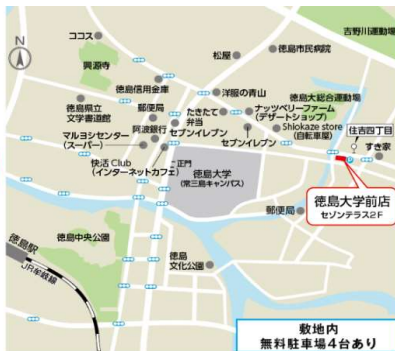 吉野川運動場
ココス
N
松屋
徳島市民病院
興源寺
徳島信用金庫
洋服の青山
徳島大総合運動場
徳島県立
文学書道館
郵便局
たきたて
弁当
ナッツベリーファーム
(デザートショップ)
住吉四丁目
阿波銀行
セブンイレブン
セブンイレブン
Shiokaze store
(自転車屋)
すき家
マルヨシセンター
(スーパー)
快活 Club
(インターネットカフェ)
正門
徳島大学
(常三島キャンパス)
徳島大学前店
セゾンテラス2F
郵便局
徳島駅
徳島中央公園
JR牟岐線
徳島
文化公園
敷地内
無料駐車場4台あり